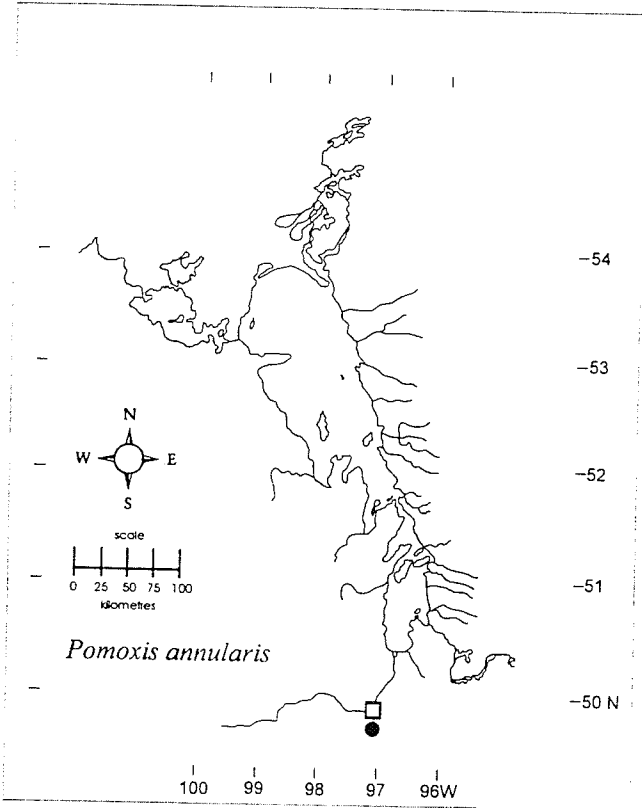 –54
–53
N
W E
S
–52
scale
0 25 50 75 100
kilometres
–51
Pomoxis annularis
–50 N
100 99 98 97 96W